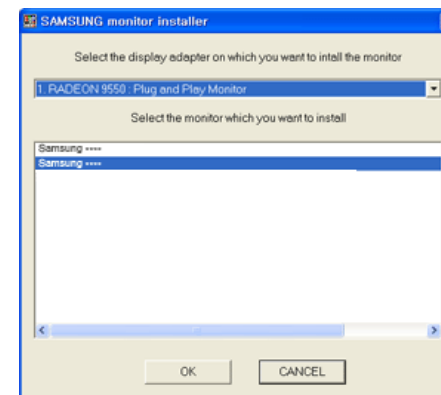 SAMSUNG monitor installer
Select the display adapter on which you want to intall the monitor
1. RADEON 9550 : Plug and Play Monitor
Select the monitor which you want to install
Samsung ----
Samsung ----
OK
CANCEL